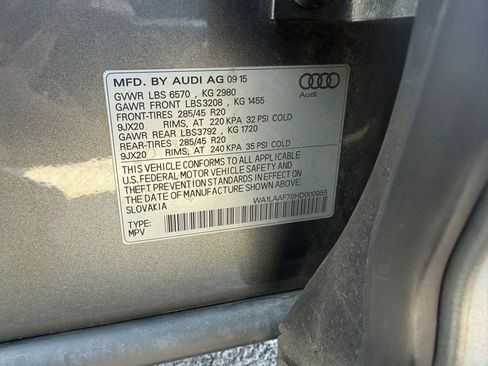 MFD. BY AUDI AG 09 15
Audi
GVWR LBS 6570 , KG 2980
GAWR FRONT LBS3208 , KG 1455
FRONT-TIRES 285/45 R20
9JX20 RIMS, AT 220 KPA 32 PSI COLD
GAWR REAR LBS3792 , KG 1720
REAR-TIRES 285/45 R20
9JX20 RIMS, AT 240 KPA 35 PSI COLD
THIS VEHICLE CONFORMS TO ALL APPLICABLE
U.S. FEDERAL MOTOR VEHICLE SAFETY AND
THEFT PREVENTION STANDARDS IN EFFECT ON
THE DATE OF MANUFACTURE SHOWN ABOVE.
SLOVAKIA
WA1LAAF70HD000955
TYPE:
MPV